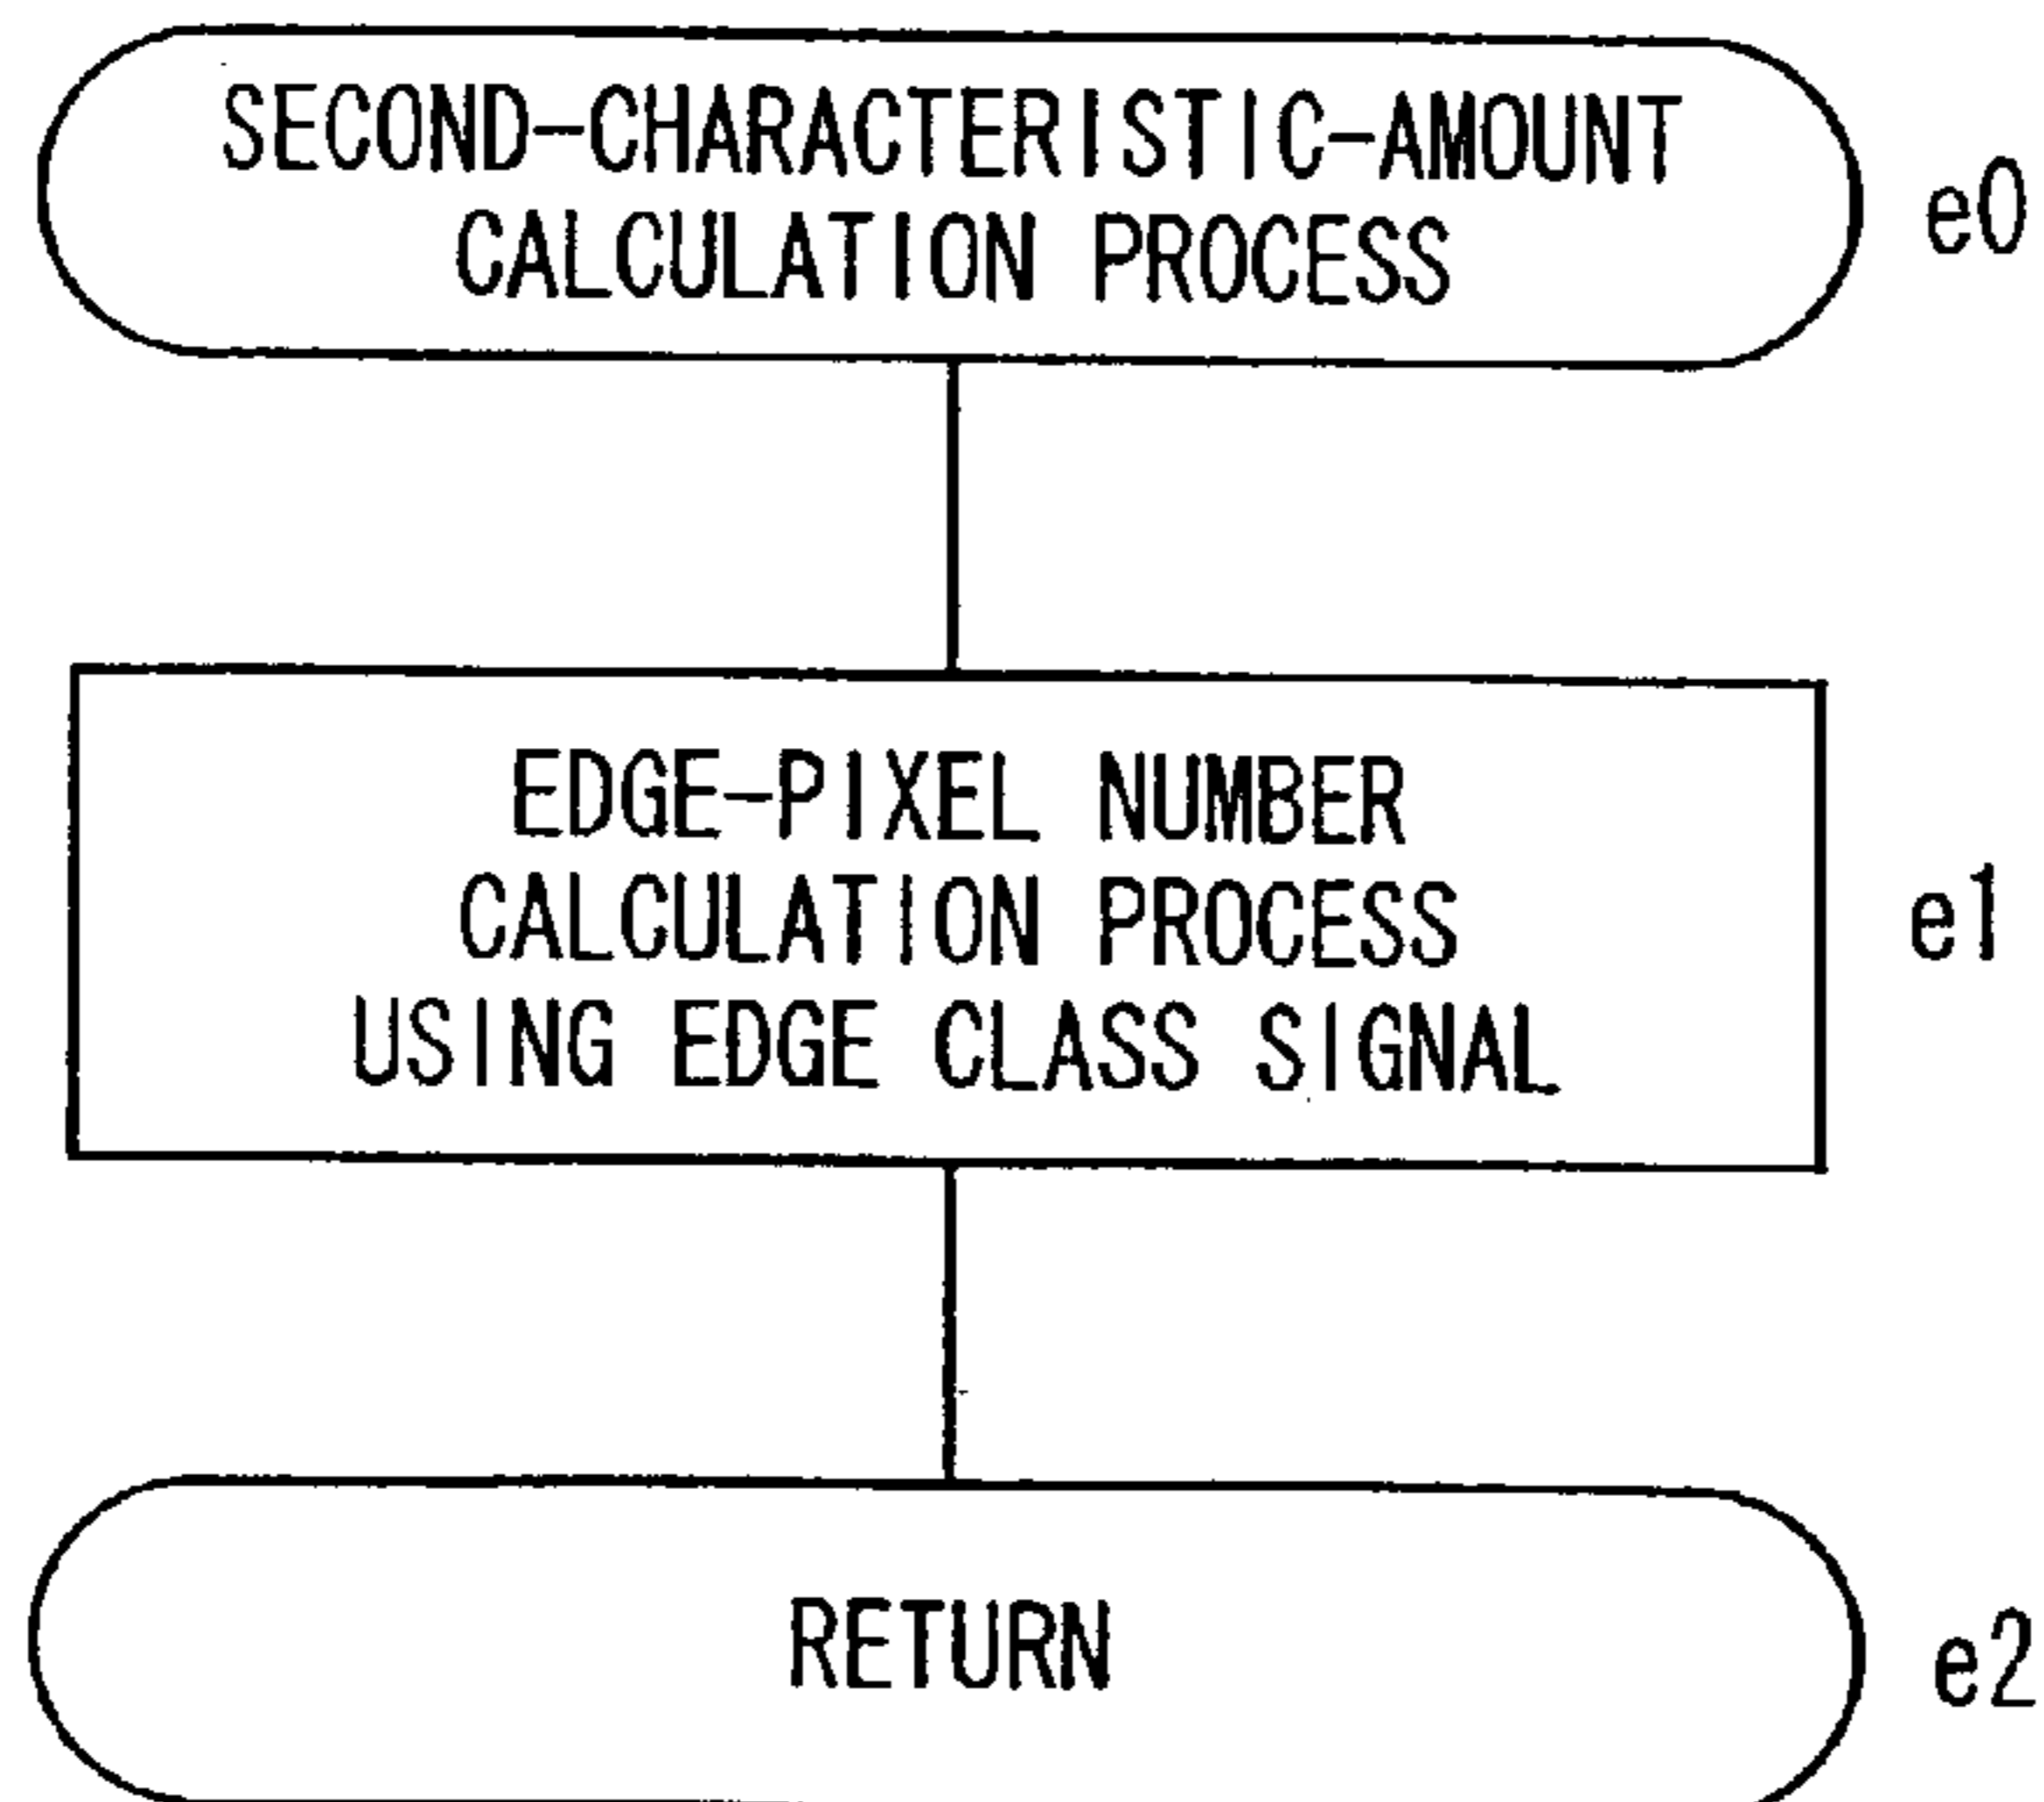 SECOND-CHARACTERISTIC-AMOUNT
CALCULATION PROCESS
e0
EDGE-PIXEL NUMBER
CALCULATION PROCESS
USING EDGE CLASS SIGNAL
e1
RETURN
e2